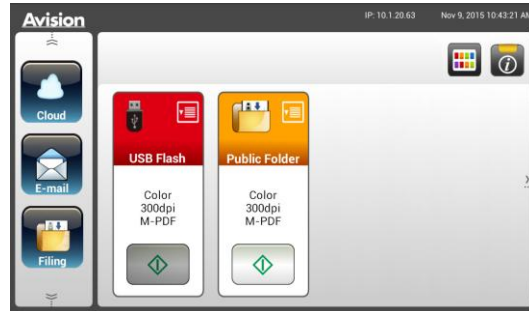 Avision
IP: 10.1.20.63
Nov 9, 2015 10:43:21 AM
Cloud
E-mail
Filing
USB Flash
Color
300dpi
M-PDF
Public Folder
Color
300dpi
M-PDF